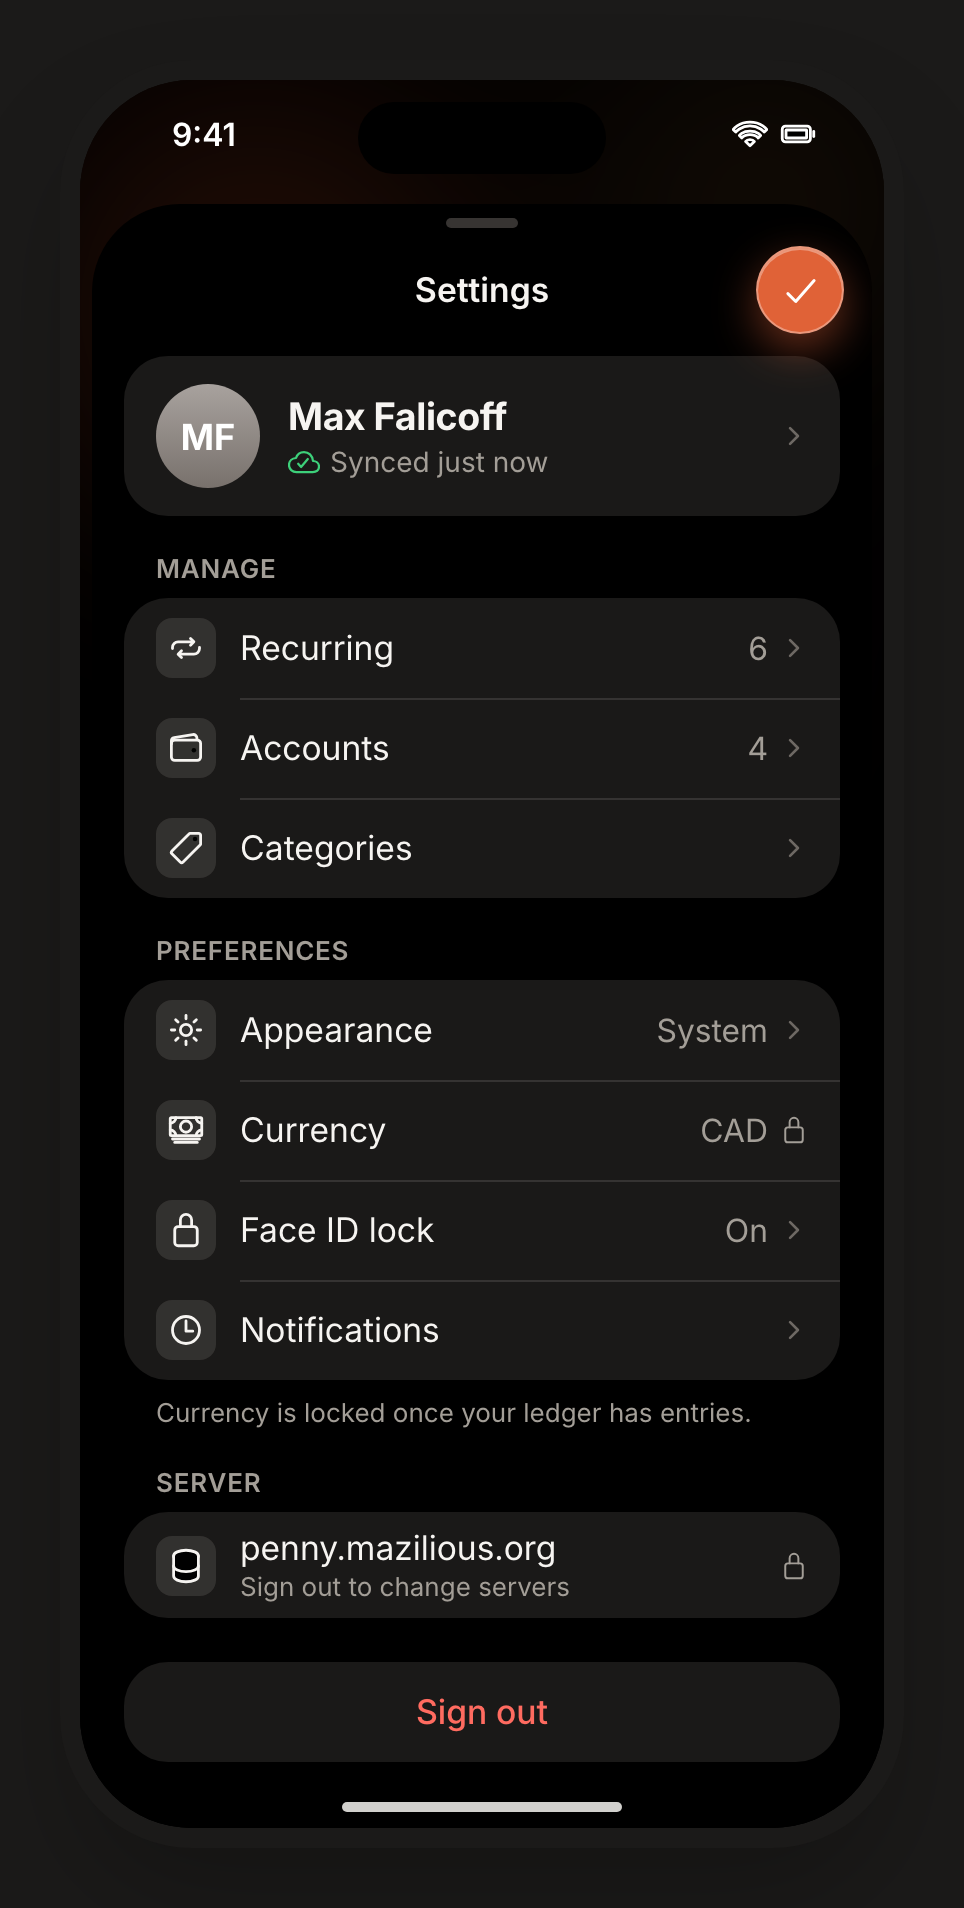 9:41
Settings
MF
Max Falicoff
Synced just now
MANAGE
Recurring 6
Accounts 4
Categories
PREFERENCES
Appearance System
Currency CAD
Face ID lock On
Notifications
Currency is locked once your ledger has entries.
SERVER
penny.mazilious.org
Sign out to change servers
Sign out